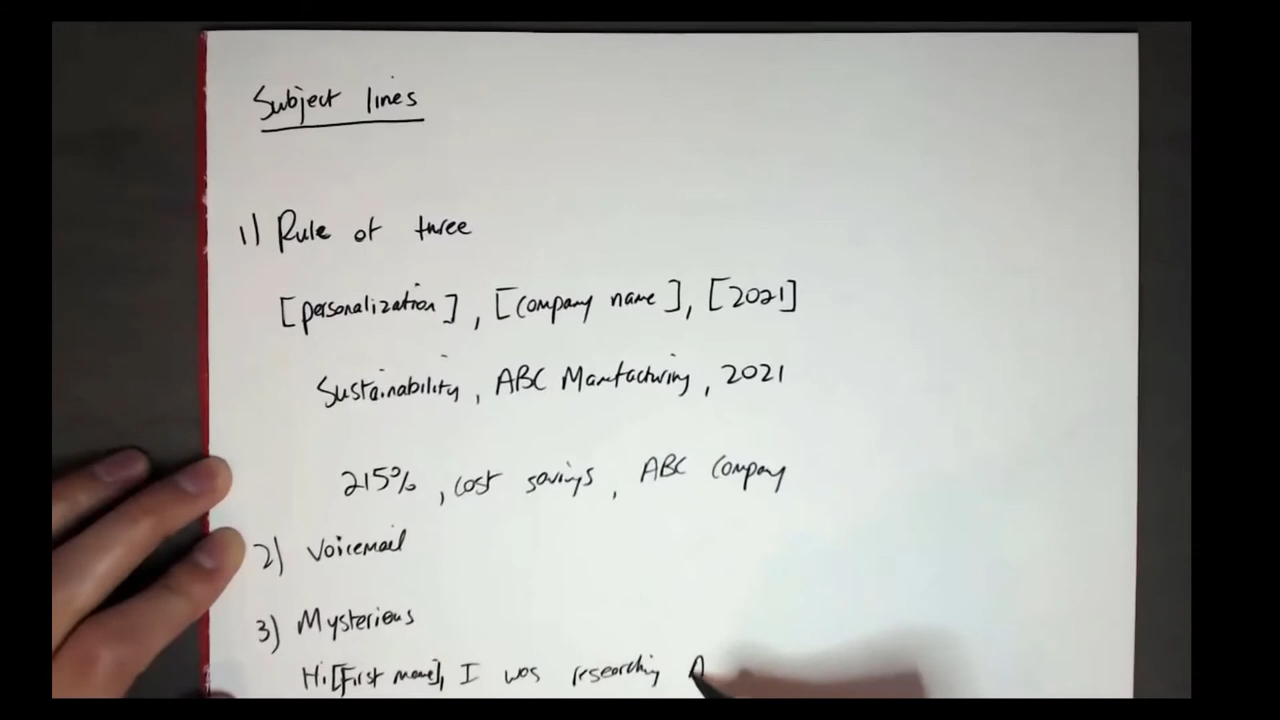 Subject lines
1) Rule of three
[personalization], [company name], [2021]
Sustainability, ABC Manfacturing, 2021
215%, cost savings, ABC Company
2) Voicemail
3) Mysterious
Hi [First name], I was researching A